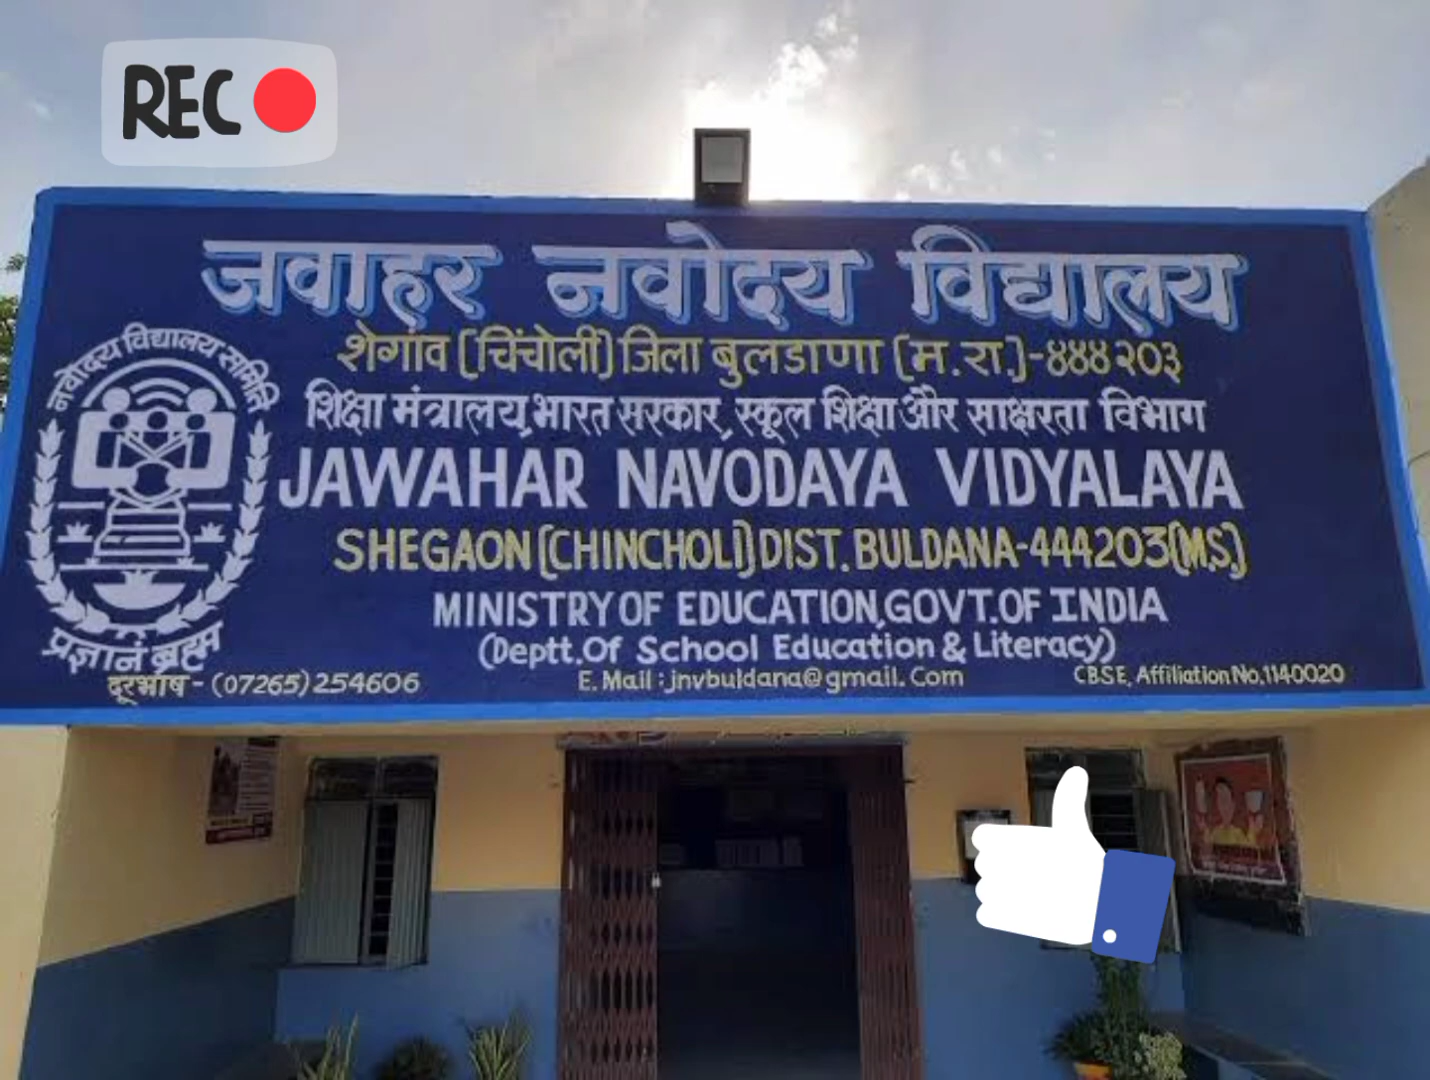 REC
जवाहर नवोदय विद्यालय
शेगांव (चिंचोली) जिला बुलडाणा (म.रा.)-४४४२०३
शिक्षा मंत्रालय, भारत सरकार, स्कूल शिक्षा और साक्षरता विभाग
JAWAHAR NAVODAYA VIDYALAYA
SHEGAON (CHINCHOLI) DIST. BULDANA-444203(M.S.)
MINISTRY OF EDUCATION, GOVT. OF INDIA
(Deptt. Of School Education & Literacy)
नवोदय विद्यालय समिति
प्रज्ञानं ब्रह्म
दूरभाष - (07265) 254606
E. Mail : jnvbuldana@gmail. Com
CBSE, Affiliation No. 1140020